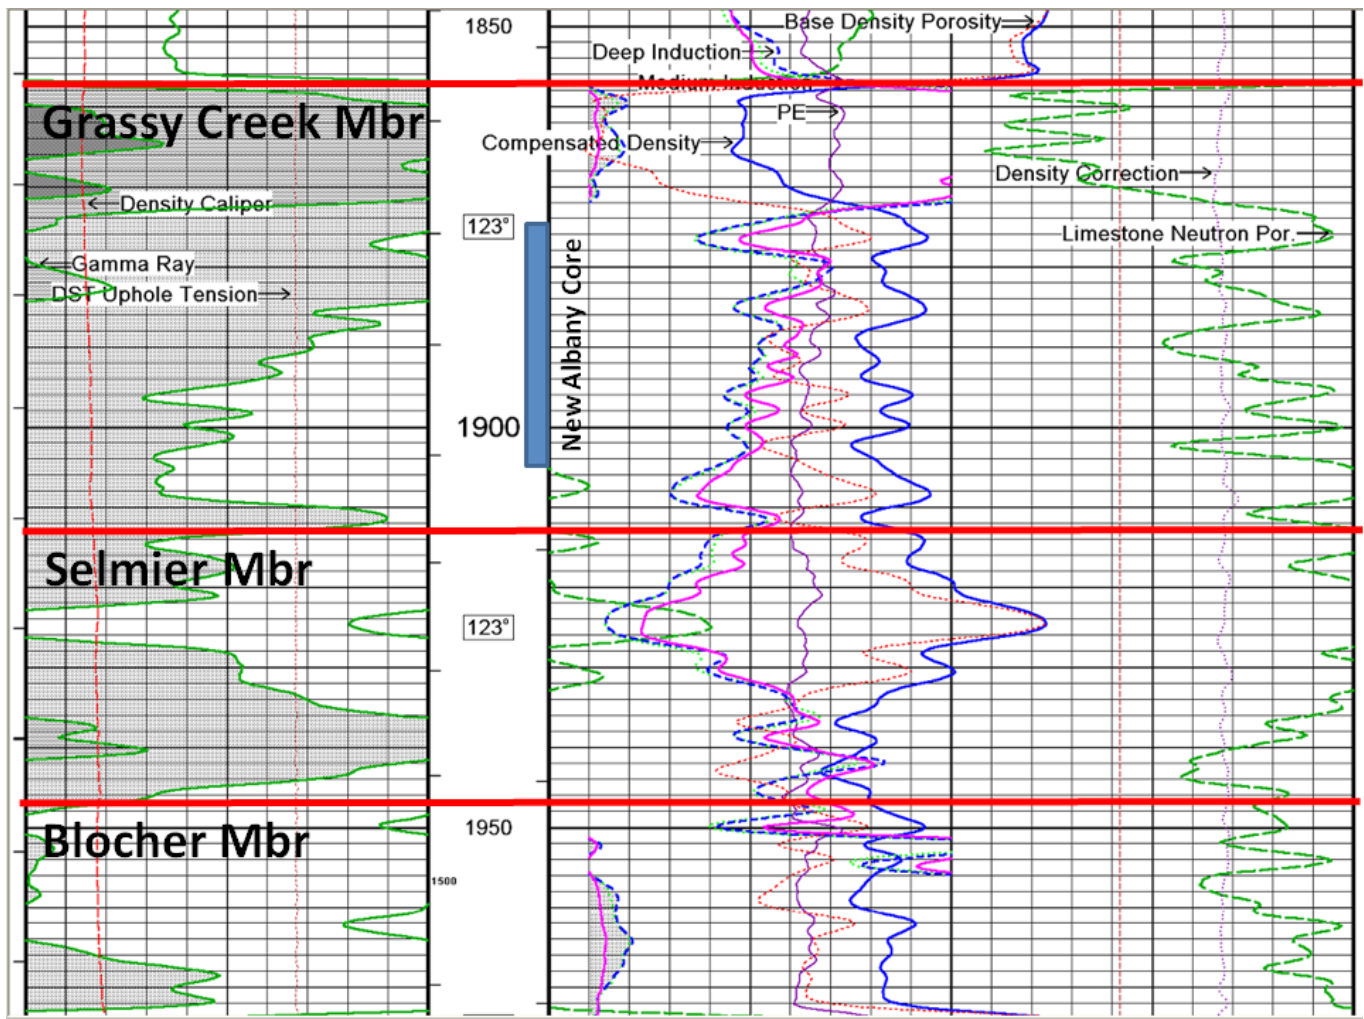 1850
Base Density Porosity
Deep Induction
Medium Induction
Grassy Creek Mbr
PE
Compensated Density
Density Correction
Density Caliper
123°
Limestone Neutron Por.
Gamma Ray
DST Uphole Tension
New Albany Core
1900
Selmier Mbr
123°
1950
Blocher Mbr
1500